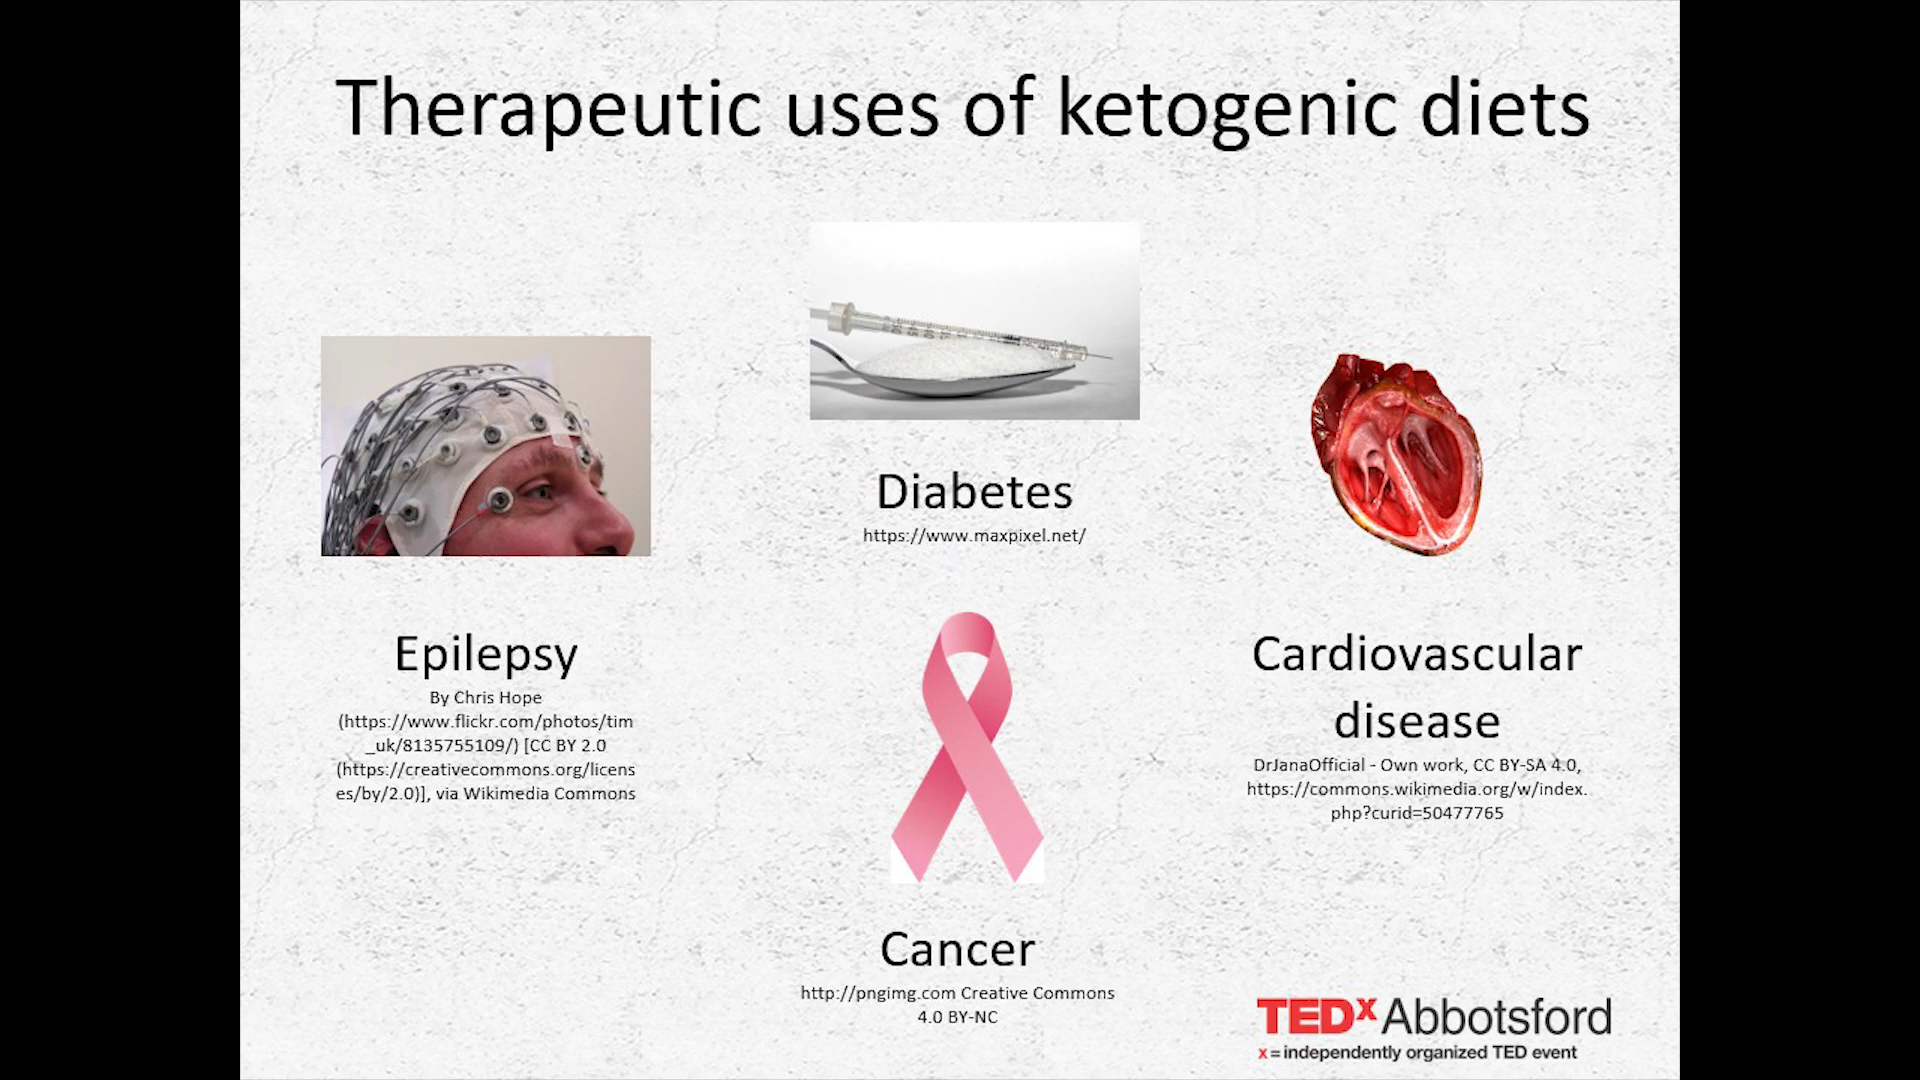 Therapeutic uses of ketogenic diets
Epilepsy
By Chris Hope
(https://www.flickr.com/photos/tim
_uk/8135755109/) [CC BY 2.0
(https://creativecommons.org/licens
es/by/2.0)], via Wikimedia Commons
Diabetes
https://www.maxpixel.net/
Cancer
http://pngimg.com Creative Commons
4.0 BY-NC
Cardiovascular
disease
DrJanaOfficial - Own work, CC BY-SA 4.0,
https://commons.wikimedia.org/w/index.
php?curid=50477765
TEDx Abbotsford
x = independently organized TED event